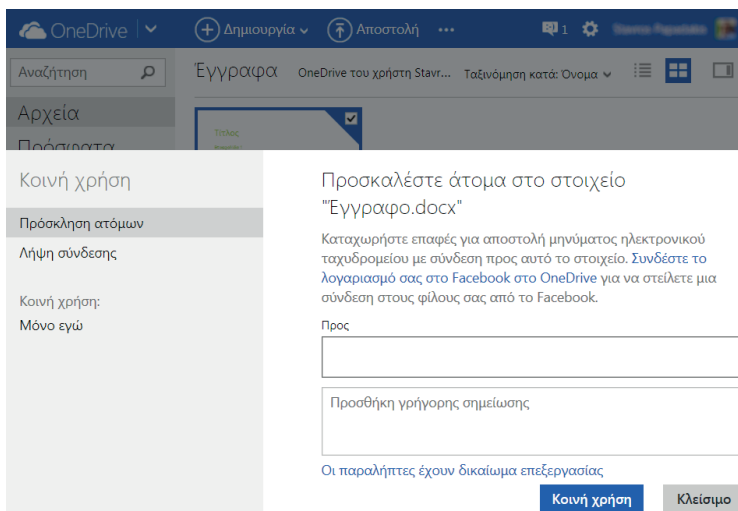 OneDrive
Δημιουργία
Αποστολή
1
Αναζήτηση
Έγγραφα
OneDrive του χρήστη Stavr...
Ταξινόμηση κατά: Όνομα
Αρχεία
Πρόσφατα
Τίτλος
Κοινή χρήση
Πρόσκληση ατόμων
Λήψη σύνδεσης
Κοινή χρήση:
Μόνο εγώ
Προσκαλέστε άτομα στο στοιχείο
"Έγγραφο.docx"
Καταχωρήστε επαφές για αποστολή μηνύματος ηλεκτρονικού
ταχυδρομείου με σύνδεση προς αυτό το στοιχείο. Συνδέστε το
λογαριασμό σας στο Facebook στο OneDrive για να στείλετε μια
σύνδεση στους φίλους σας από το Facebook.
Προς
Προσθήκη γρήγορης σημείωσης
Οι παραλήπτες έχουν δικαίωμα επεξεργασίας
Κοινή χρήση
Κλείσιμο